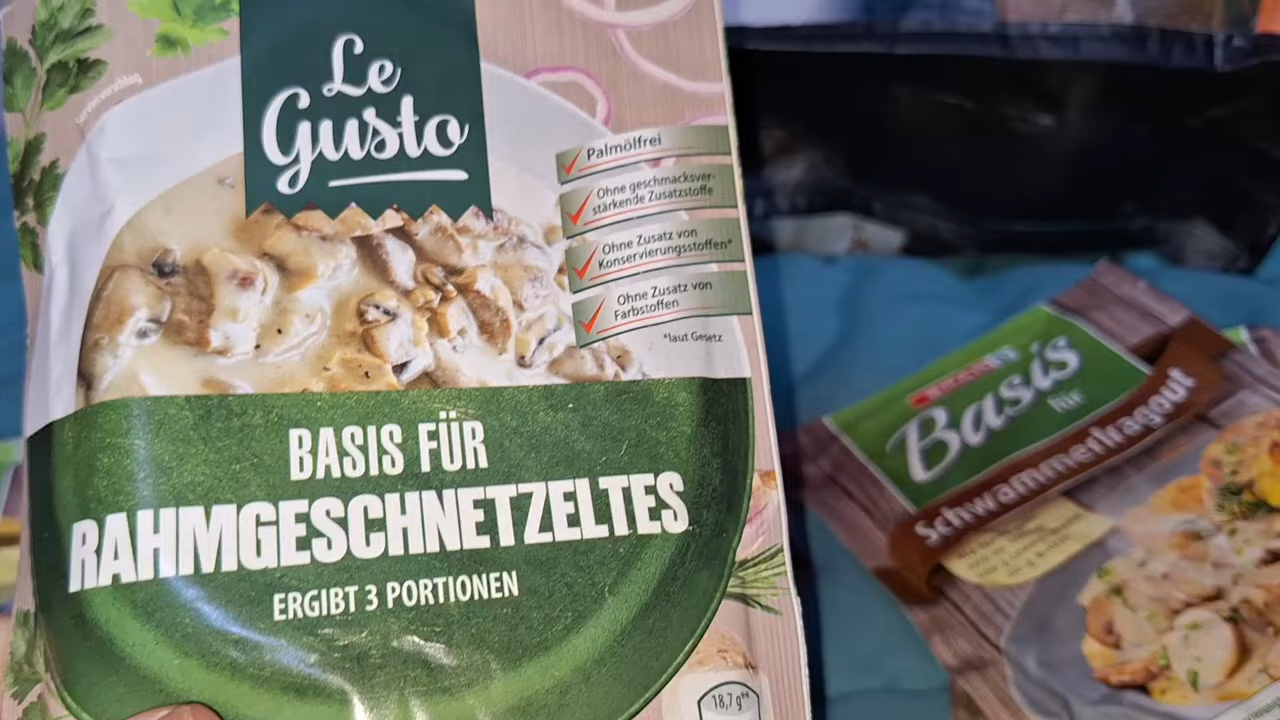 Serviervorschlag
Le
Gusto
Palmölfrei
Ohne geschmacksver-
stärkende Zusatzstoffe
Ohne Zusatz von
Konservierungsstoffen*
Ohne Zusatz von
Farbstoffen
*laut Gesetz
BASIS FÜR
RAHMGESCHNETZELTES
ERGIBT 3 PORTIONEN
18,7 g**
Basis
für
Schwammerlragout